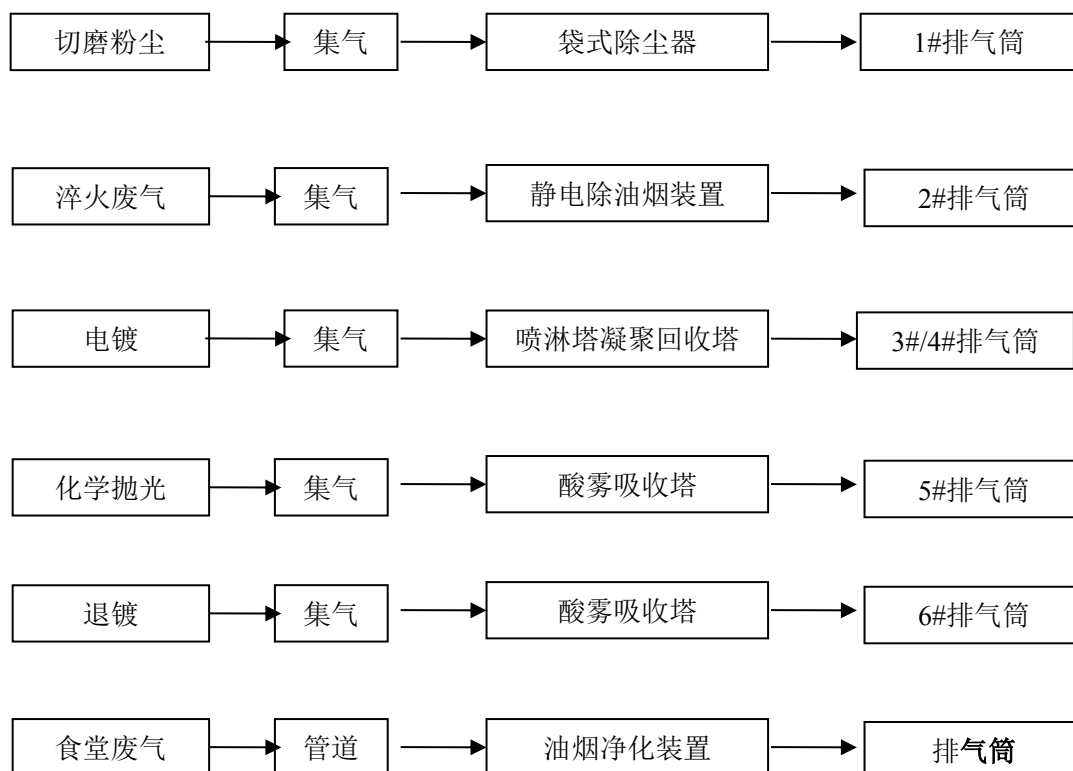 切磨粉尘 集气 袋式除尘器 1#排气筒
淬火废气 集气 静电除油烟装置 2#排气筒
电镀 集气 喷淋塔凝聚回收塔 3#/4#排气筒
化学抛光 集气 酸雾吸收塔 5#排气筒
退镀 集气 酸雾吸收塔 6#排气筒
食堂废气 管道 油烟净化装置 排气筒